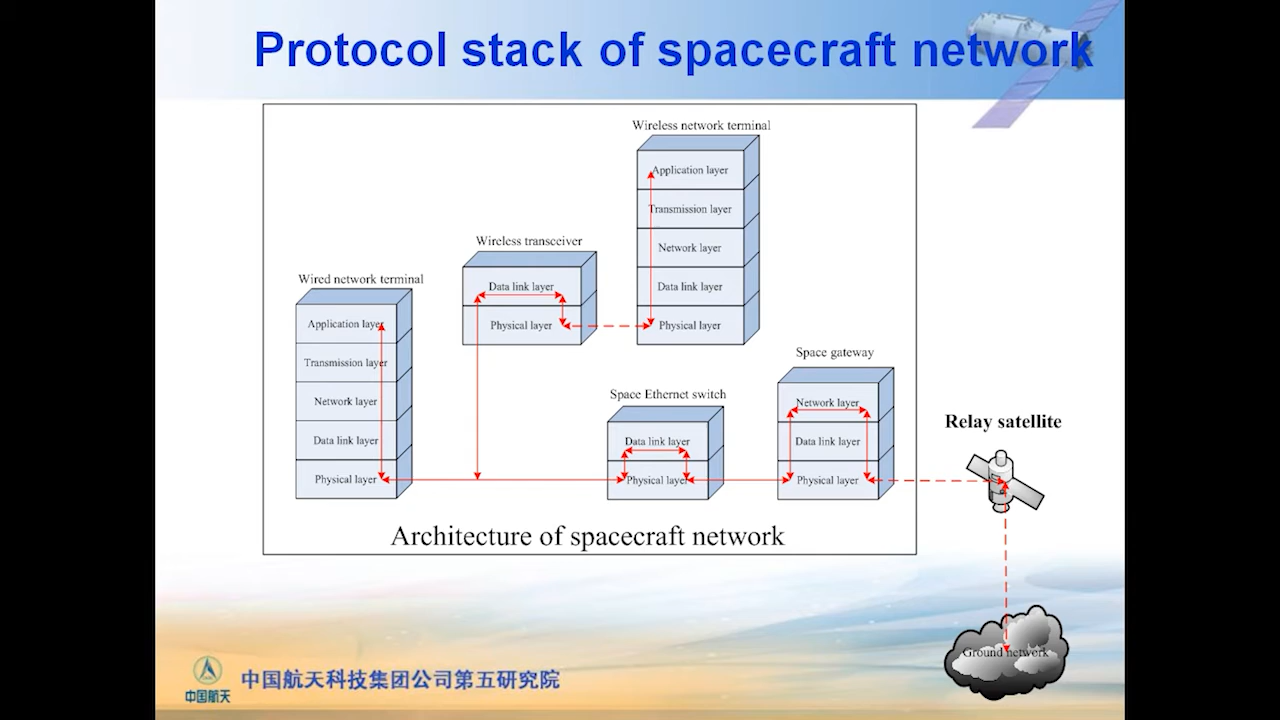 Protocol stack of spacecraft network
Wireless network terminal
Application layer
Transmission layer
Network layer
Data link layer
Physical layer
Wireless transceiver
Data link layer
Physical layer
Wired network terminal
Application layer
Transmission layer
Network layer
Data link layer
Physical layer
Space Ethernet switch
Data link layer
Physical layer
Space gateway
Network layer
Data link layer
Physical layer
Relay satellite
Architecture of spacecraft network
Ground network
中国航天
中国航天科技集团公司第五研究院